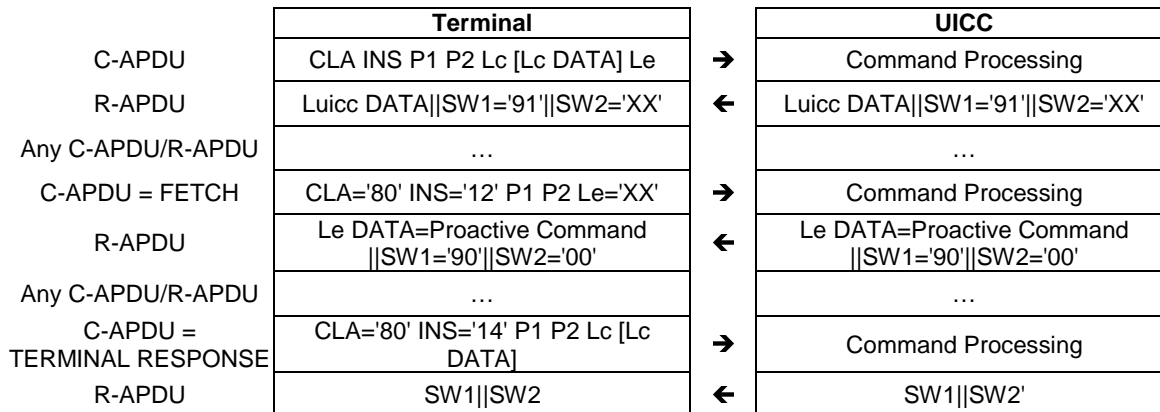 Terminal UICC
C-APDU CLA INS P1 P2 Lc [Lc DATA] Le ➔ Command Processing
R-APDU Luicc DATA||SW1='91'||SW2='XX' 🡸 Luicc DATA||SW1='91'||SW2='XX'
Any C-APDU/R-APDU … …
C-APDU = FETCH CLA='80' INS='12' P1 P2 Le='XX' ➔ Command Processing
R-APDU Le DATA=Proactive Command
||SW1='90'||SW2='00' 🡸 Le DATA=Proactive Command
||SW1='90'||SW2='00'
Any C-APDU/R-APDU … …
C-APDU =
TERMINAL RESPONSE CLA='80' INS='14' P1 P2 Lc [Lc
DATA] ➔ Command Processing
R-APDU SW1||SW2 🡸 SW1||SW2'